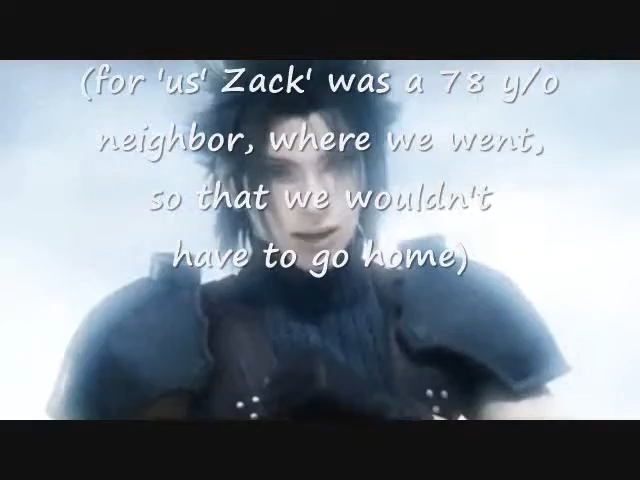 (for 'us' Zack' was a 78 y/o
neighbor, where we went,
so that we wouldn't
have to go home)